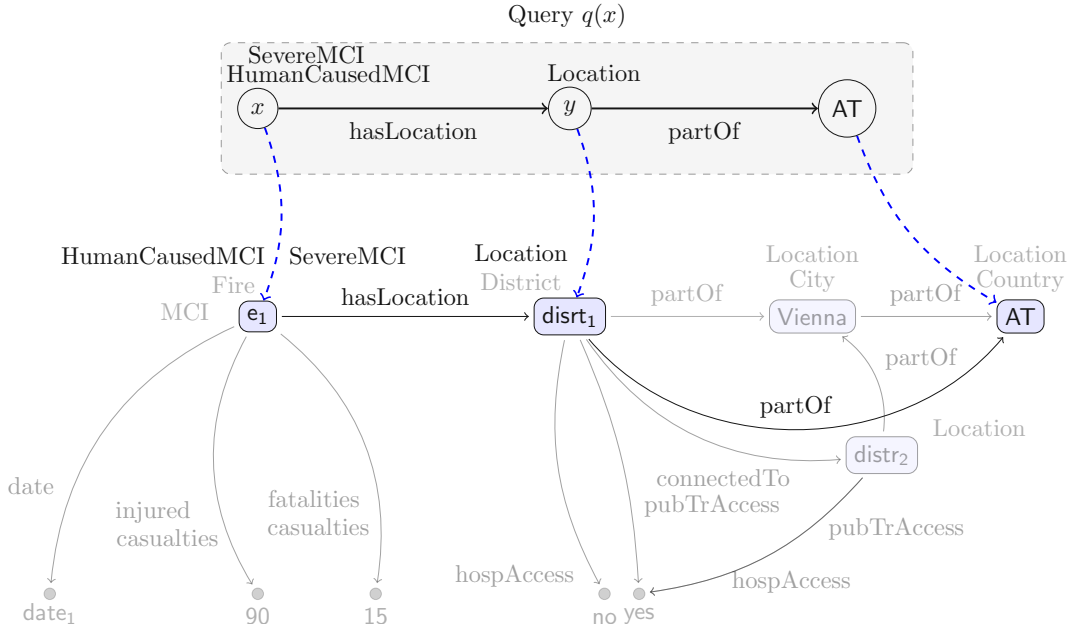 Query q(x)
SevereMCI
HumanCausedMCI
Location
x
y
AT
hasLocation
partOf
HumanCausedMCI
SevereMCI
Location
Location
Location
Fire
District
City
Country
MCI
hasLocation
partOf
partOf
e₁
disrt₁
Vienna
AT
partOf
partOf
Location
distr₂
date
injured
casualties
fatalities
casualties
connectedTo
pubTrAccess
pubTrAccess
hospAccess
hospAccess
date₁
90
15
no
yes